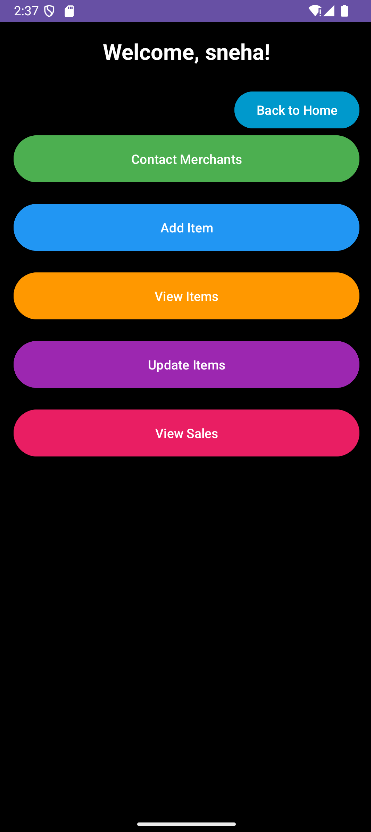 2:37
Welcome, sneha!
Back to Home
Contact Merchants
Add Item
View Items
Update Items
View Sales